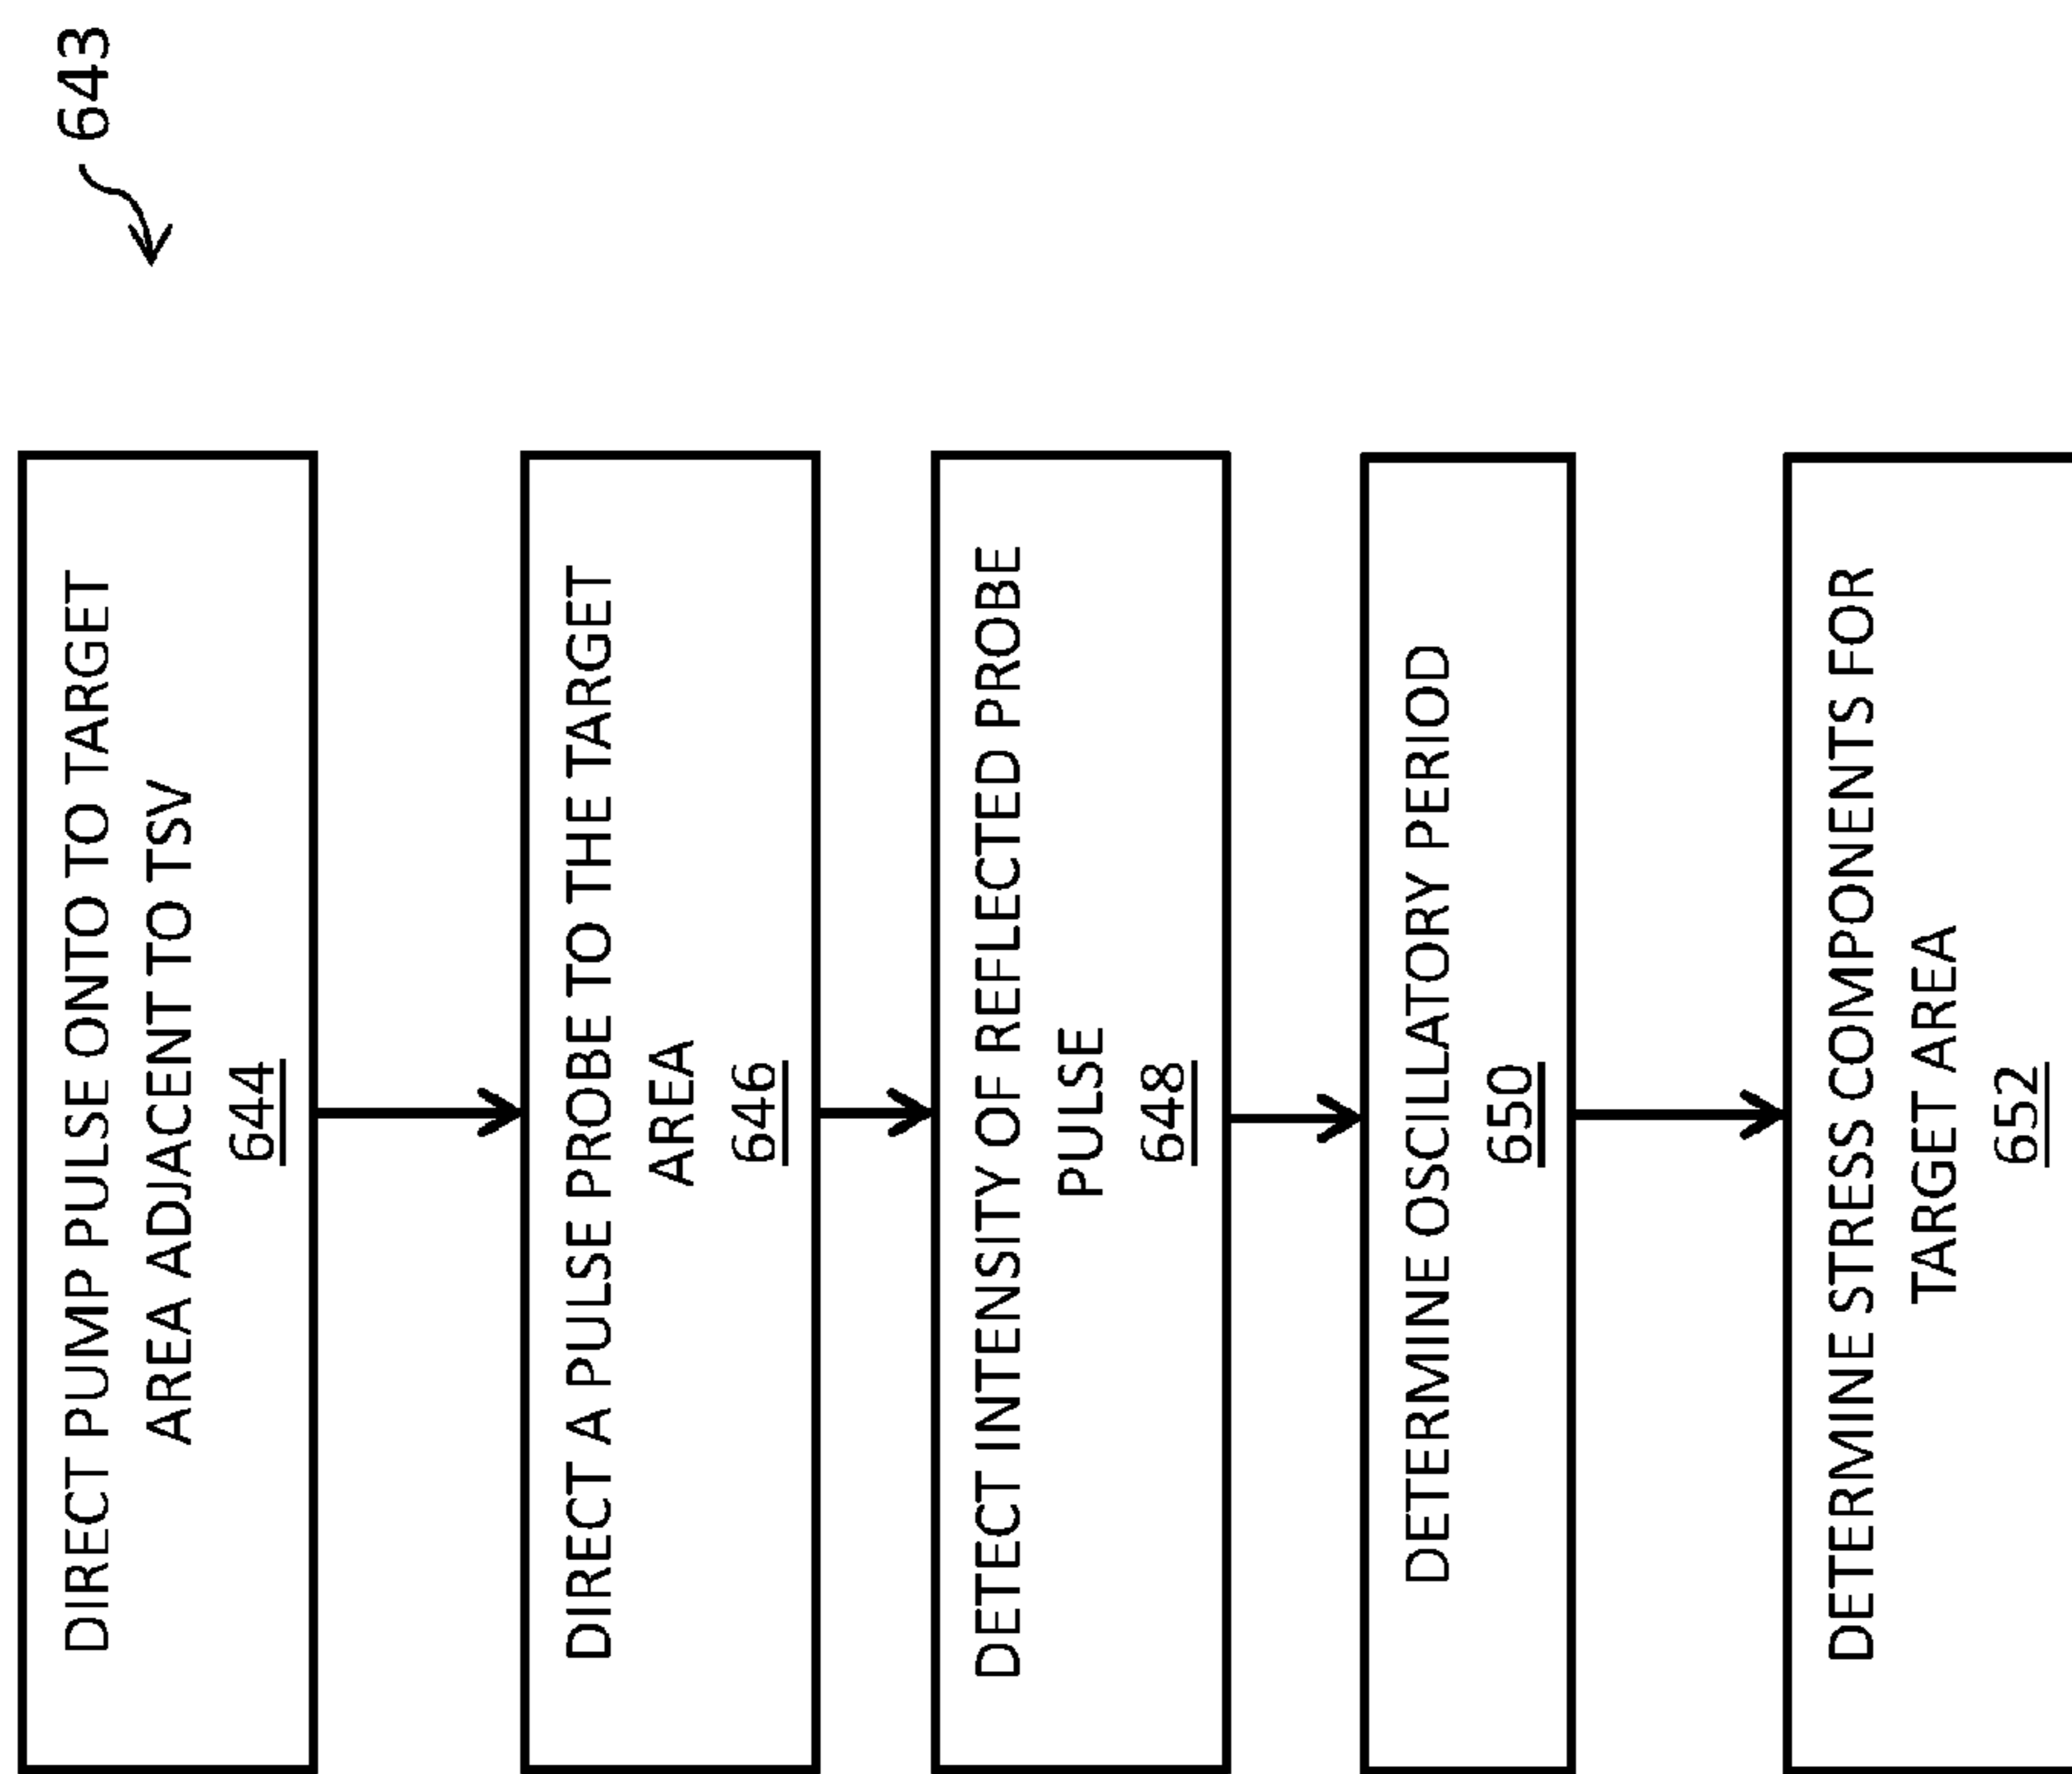 643
DIRECT PUMP PULSE ONTO TO TARGET
AREA ADJACENT TO TSV
644
DIRECT A PULSE PROBE TO THE TARGET
AREA
646
DETECT INTENSITY OF REFLECTED PROBE
PULSE
648
DETERMINE OSCILLATORY PERIOD
650
DETERMINE STRESS COMPONENTS FOR
TARGET AREA
652